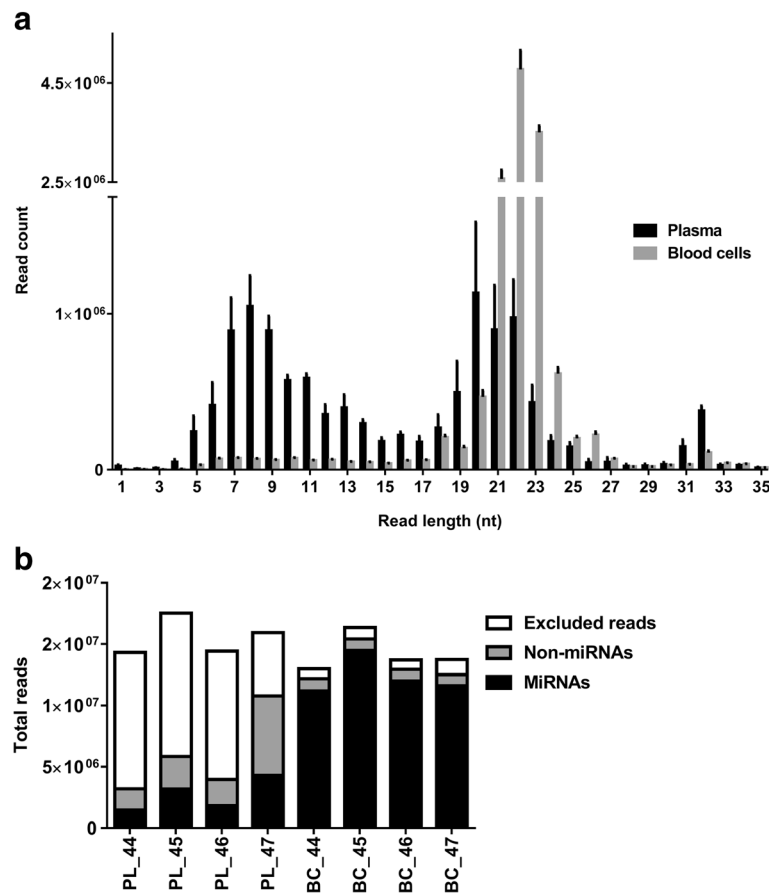 a
4.5×10⁰⁶
2.5×10⁰⁶
1×10⁰⁶
0
Read count
Plasma
Blood cells
1 3 5 7 9 11 13 15 17 19 21 23 25 27 29 31 33 35
Read length (nt)
b
2×10⁰⁷
2×10⁰⁷
1×10⁰⁷
5×10⁰⁶
0
Total reads
Excluded reads
Non-miRNAs
MiRNAs
PL_44 PL_45 PL_46 PL_47 BC_44 BC_45 BC_46 BC_47